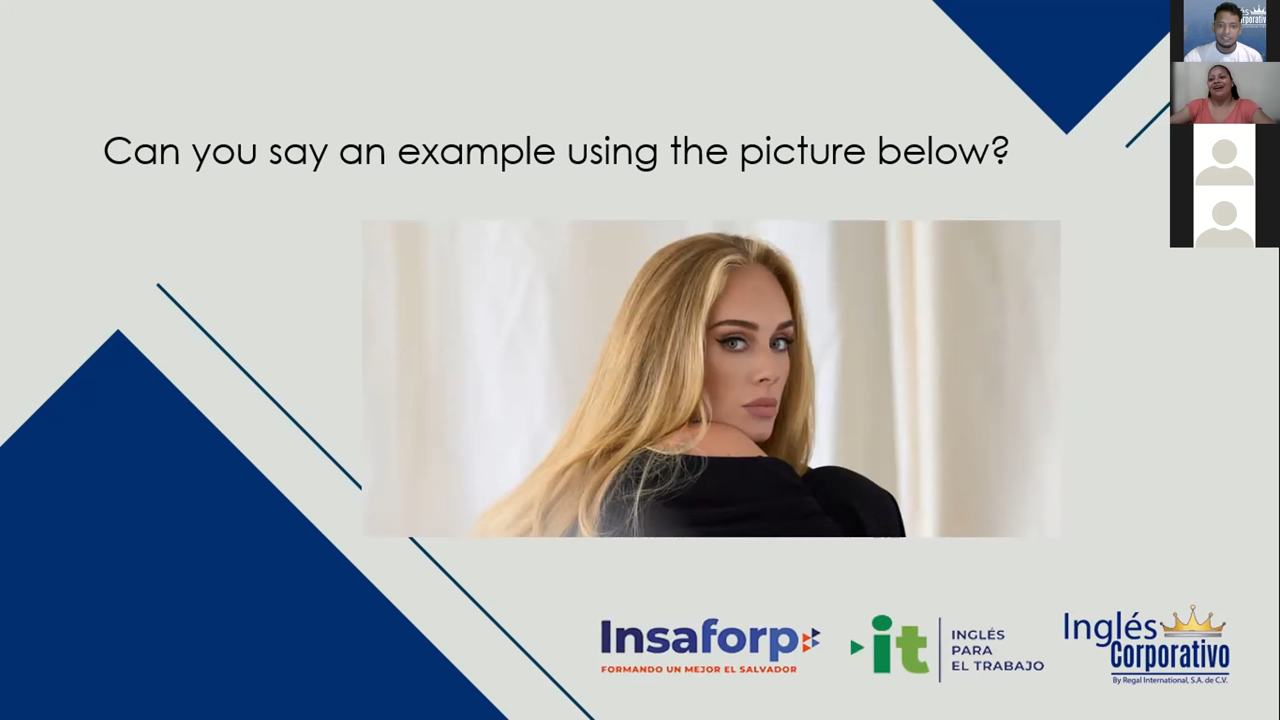 Can you say an example using the picture below?
Insaforp
FORMANDO UN MEJOR EL SALVADOR
it
INGLÉS
PARA
EL TRABAJO
Inglés
Corporativo
By Regal International, S.A. de C.V.